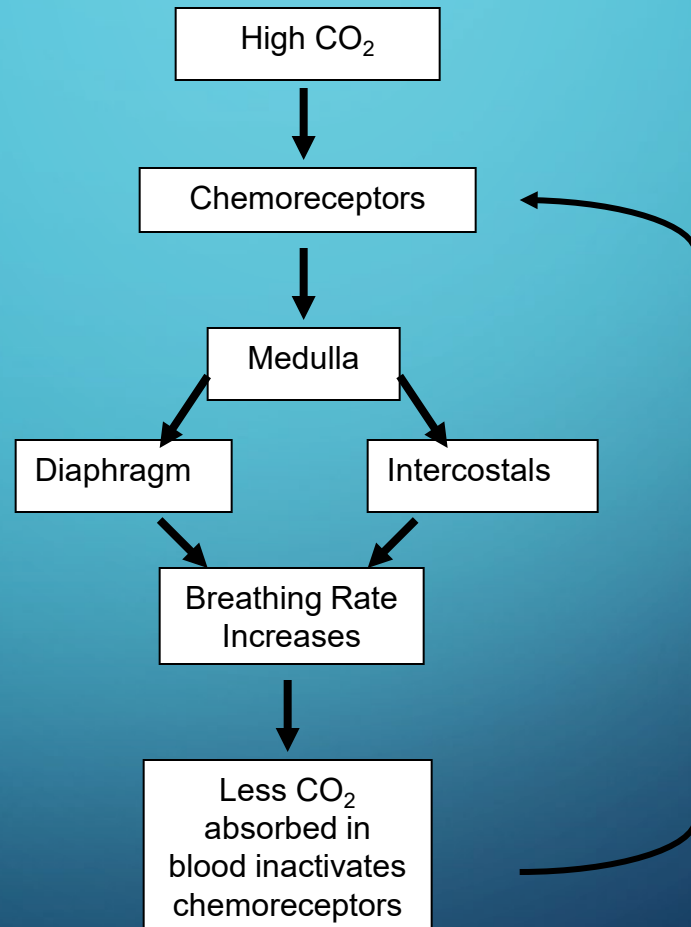 High CO₂
Chemoreceptors
Medulla
Diaphragm
Intercostals
Breathing Rate
Increases
Less CO₂
absorbed in
blood inactivates
chemoreceptors